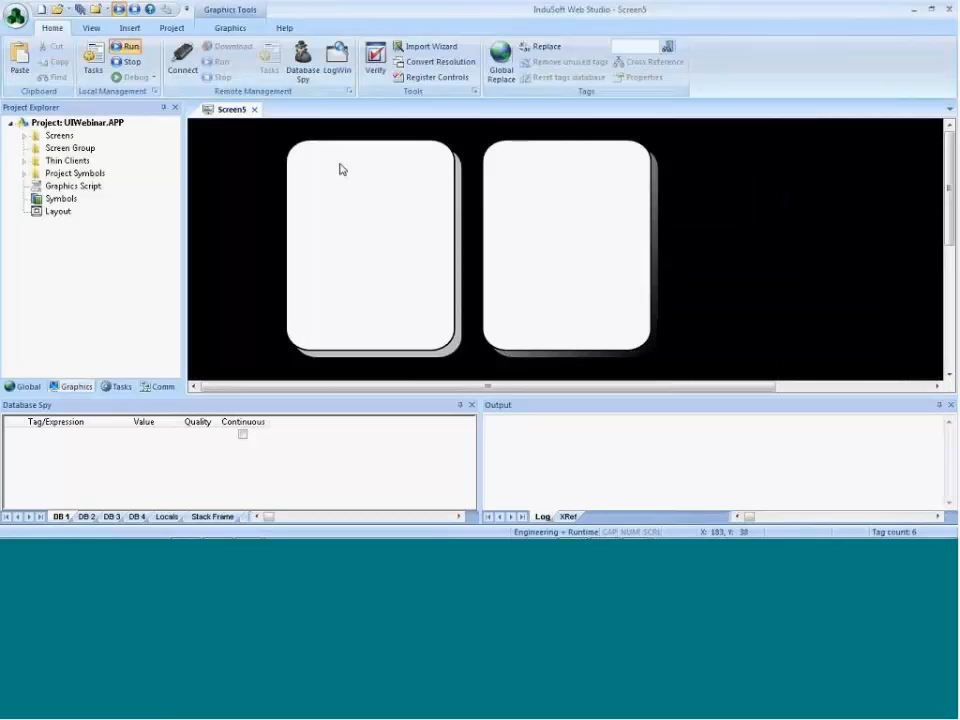 Graphics Tools
InduSoft Web Studio - Screen5
Home View Insert Project Graphics Help
Paste
Cut
Copy
Find
Clipboard
Tasks
Run
Stop
Debug
Local Management
Connect
Download
Run
Stop
Tasks
Database Spy
LogWin
Remote Management
Verify
Import Wizard
Convert Resolution
Register Controls
Tools
Global Replace
Replace
Remove unused tags
Reset tags database
Cross Reference
Properties
Tags
Project Explorer
Screen5
Project: UIWebinar.APP
Screens
Screen Group
Thin Clients
Project Symbols
Graphics Script
Symbols
Layout
Global Graphics Tasks Comm
Database Spy
Tag/Expression Value Quality Continuous
DB 1 DB 2 DB 3 DB 4 Locals Stack Frame
Output
Log XRef
Engineering + Runtime CAP NUM SCRL X: 183, Y: 30 Tag count: 6